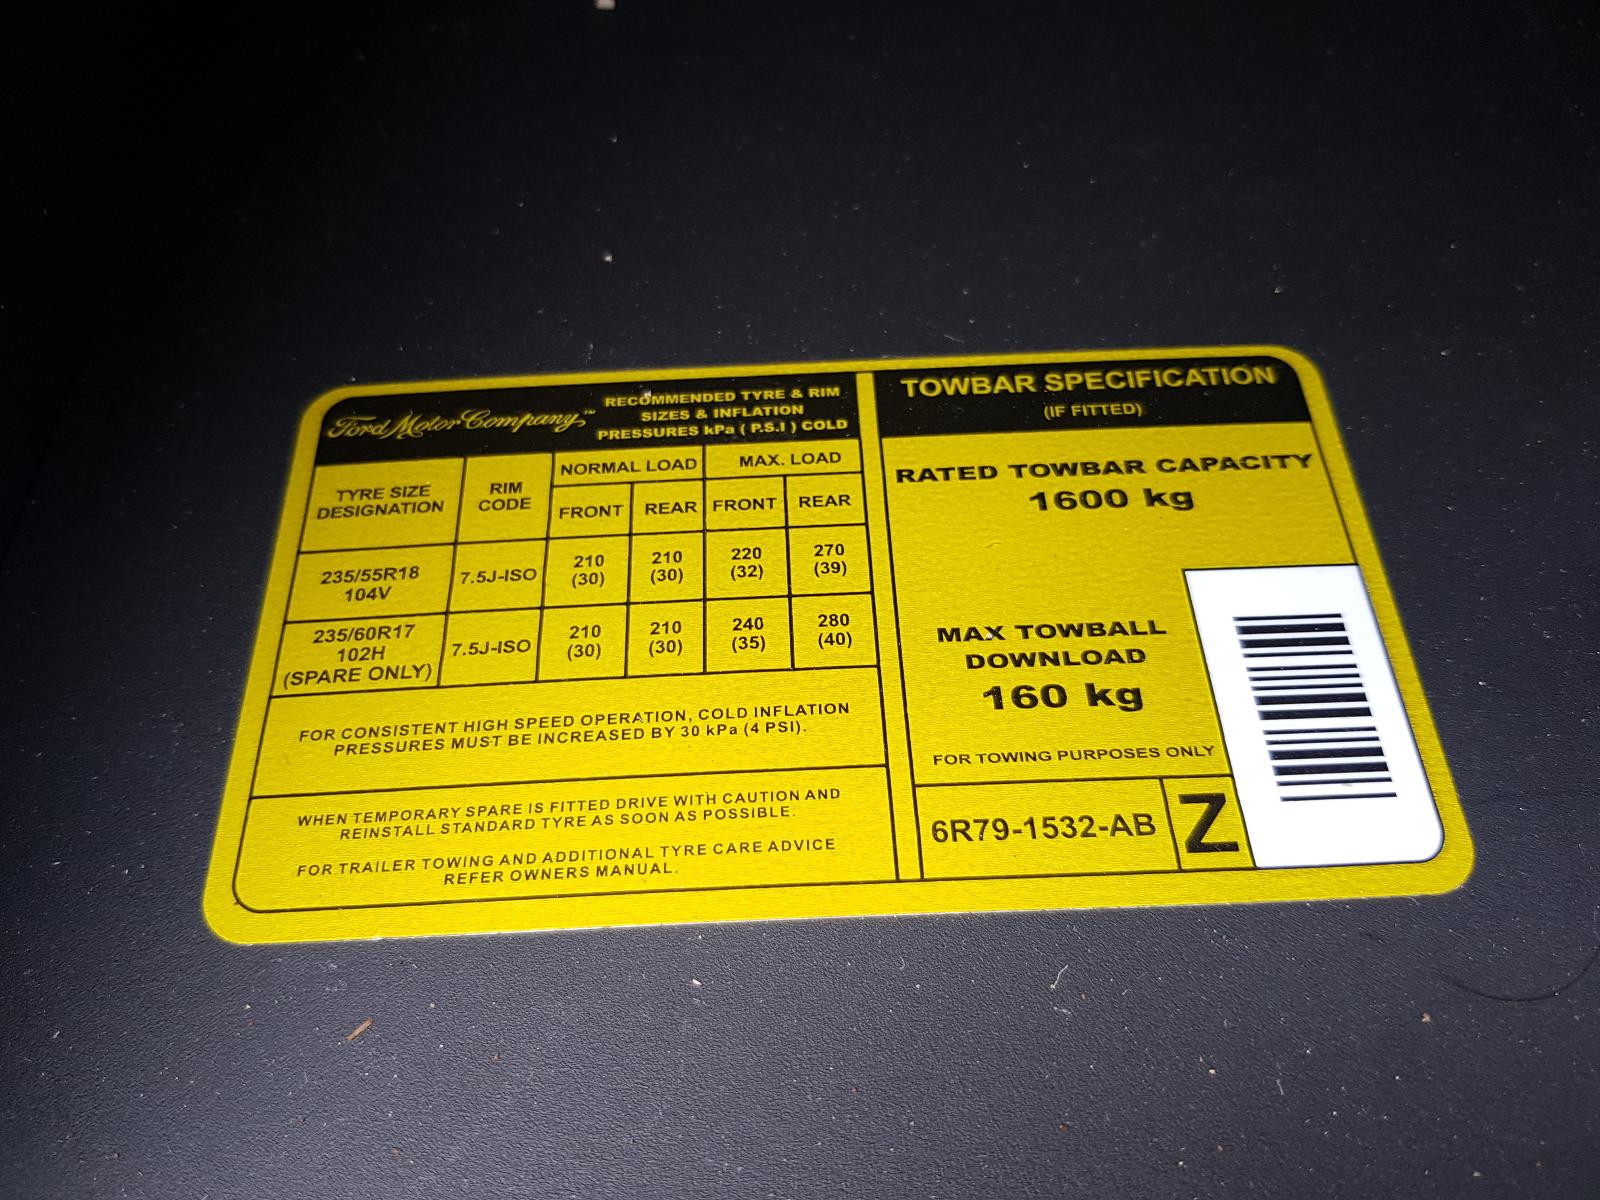 Ford Motor Company™
RECOMMENDED TYRE & RIM
SIZES & INFLATION
PRESSURES kPa ( P.S.I ) COLD
TYRE SIZE
DESIGNATION
RIM
CODE
NORMAL LOAD
MAX. LOAD
FRONT
REAR
FRONT
REAR
235/55R18
104V
7.5J-ISO
210
(30)
210
(30)
220
(32)
270
(39)
235/60R17
102H
(SPARE ONLY)
7.5J-ISO
210
(30)
210
(30)
240
(35)
280
(40)
FOR CONSISTENT HIGH SPEED OPERATION, COLD INFLATION
PRESSURES MUST BE INCREASED BY 30 kPa (4 PSI).
WHEN TEMPORARY SPARE IS FITTED DRIVE WITH CAUTION AND
REINSTALL STANDARD TYRE AS SOON AS POSSIBLE.
FOR TRAILER TOWING AND ADDITIONAL TYRE CARE ADVICE
REFER OWNERS MANUAL.
TOWBAR SPECIFICATION
(IF FITTED)
RATED TOWBAR CAPACITY
1600 kg
MAX TOWBALL
DOWNLOAD
160 kg
FOR TOWING PURPOSES ONLY
6R79-1532-AB
Z